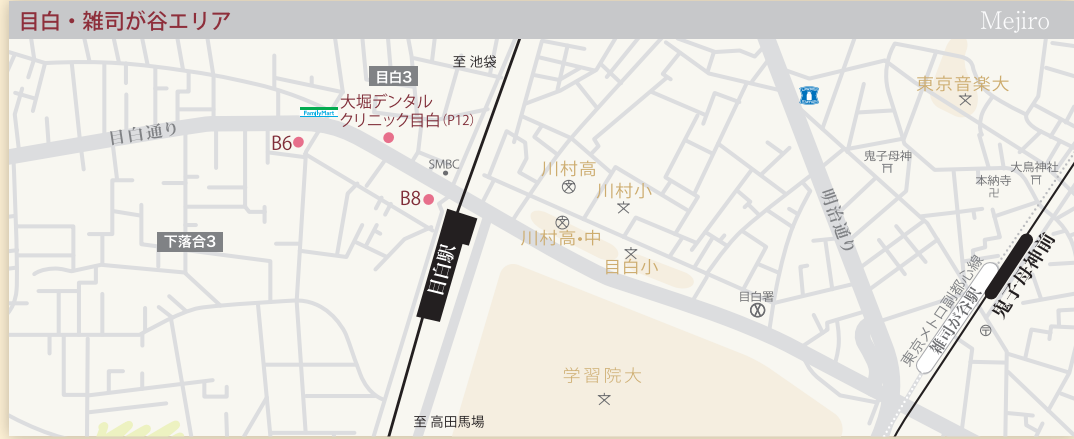 目白・雑司が谷エリア
Mejiro
至 池袋
目白3
大堀デンタル
クリニック目白(P12)
FamilyMart
目白通り
B6
SMBC
B8
下落合3
目白駅
川村高
川村小
川村高・中
目白小
目白署
学習院大
至 高田馬場
明治通り
東京音楽大
鬼子母神
大鳥神社
本納寺
鬼子母神前
東京メトロ副都心線
雑司が谷駅